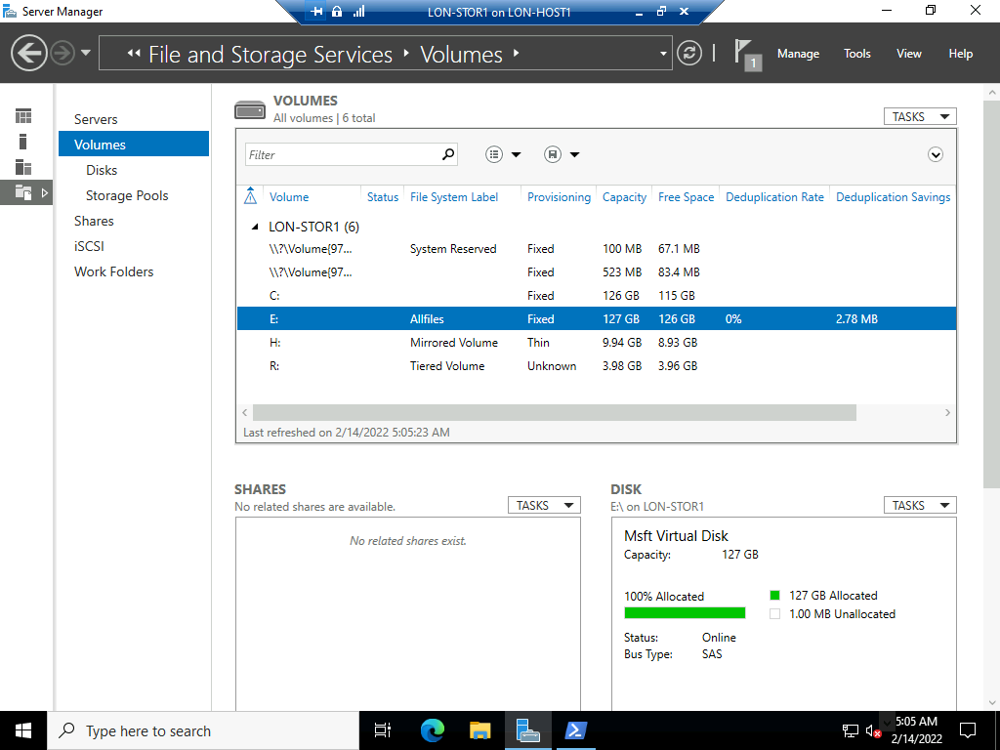 Server Manager
LON-STOR1 on LON-HOST1
File and Storage Services
Volumes
1
Manage
Tools
View
Help
Servers
Volumes
Disks
Storage Pools
Shares
iSCSI
Work Folders
VOLUMES
All volumes | 6 total
TASKS
Filter
Volume Status File System Label Provisioning Capacity Free Space Deduplication Rate Deduplication Savings
LON-STOR1 (6)
\\?\Volume{97... System Reserved Fixed 100 MB 67.1 MB
\\?\Volume{97... Fixed 523 MB 83.4 MB
C: Fixed 126 GB 115 GB
E: Allfiles Fixed 127 GB 126 GB 0% 2.78 MB
H: Mirrored Volume Thin 9.94 GB 8.93 GB
R: Tiered Volume Unknown 3.98 GB 3.96 GB
Last refreshed on 2/14/2022 5:05:23 AM
SHARES
No related shares are available.
TASKS
No related shares exist.
DISK
E:\ on LON-STOR1
TASKS
Msft Virtual Disk
Capacity: 127 GB
100% Allocated
127 GB Allocated
1.00 MB Unallocated
Status: Online
Bus Type: SAS
Type here to search
5:05 AM
2/14/2022